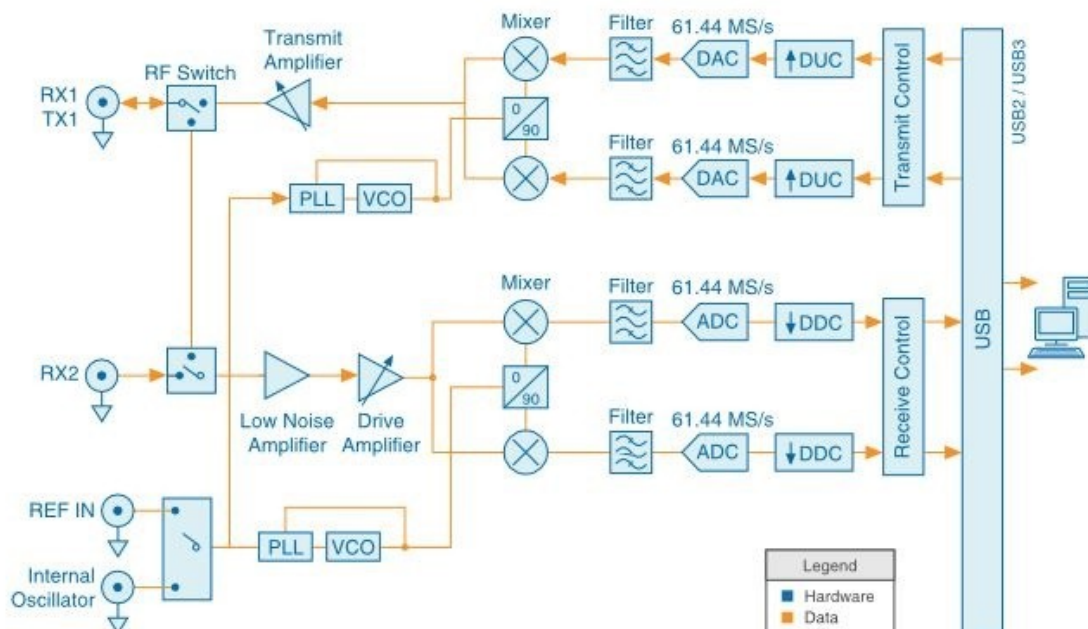 Mixer
Filter
61.44 MS/s
DAC
DUC
Transmit
Amplifier
RF Switch
RX1
TX1
0
90
Transmit Control
USB2 / USB3
Filter
61.44 MS/s
DAC
DUC
PLL
VCO
Mixer
Filter
61.44 MS/s
ADC
DDC
RX2
0
90
Low Noise
Amplifier
Drive
Amplifier
Filter
61.44 MS/s
ADC
DDC
Receive Control
USB
REF IN
PLL
VCO
Internal
Oscillator
Legend
Hardware
Data